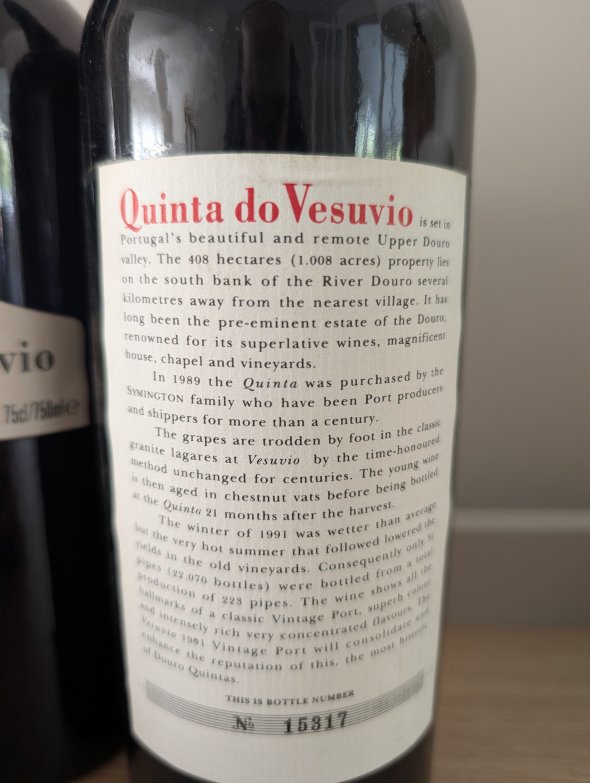 Quinta do Vesuvio is set in
Portugal's beautiful and remote Upper Douro
valley. The 408 hectares (1.008 acres) property lies
on the south bank of the River Douro several
kilometres away from the nearest village. It has
long been the pre-eminent estate of the Douro,
renowned for its superlative wines, magnificent
house, chapel and vineyards.
In 1989 the Quinta was purchased by the
SYMINGTON family who have been Port producers
and shippers for more than a century.
The grapes are trodden by foot in the classic
granite lagares at Vesuvio by the time-honoured
method unchanged for centuries. The young wine
is then aged in chestnut vats before being bottled
at the Quinta 21 months after the harvest.
The winter of 1991 was wetter than average
but the very hot summer that followed lowered the
yields in the old vineyards. Consequently only
pipes (22.070 bottles) were bottled from a total
production of 223 pipes. The wine shows all the
hallmarks of a classic Vintage Port, superb colour
and intensely rich very concentrated flavours. The
Vesuvio 1991 Vintage Port will consolidate and
enhance the reputation of this, the most historic
of Douro Quintas.
THIS IS BOTTLE NUMBER
№ 15317
vio
75cl/750ml ℮